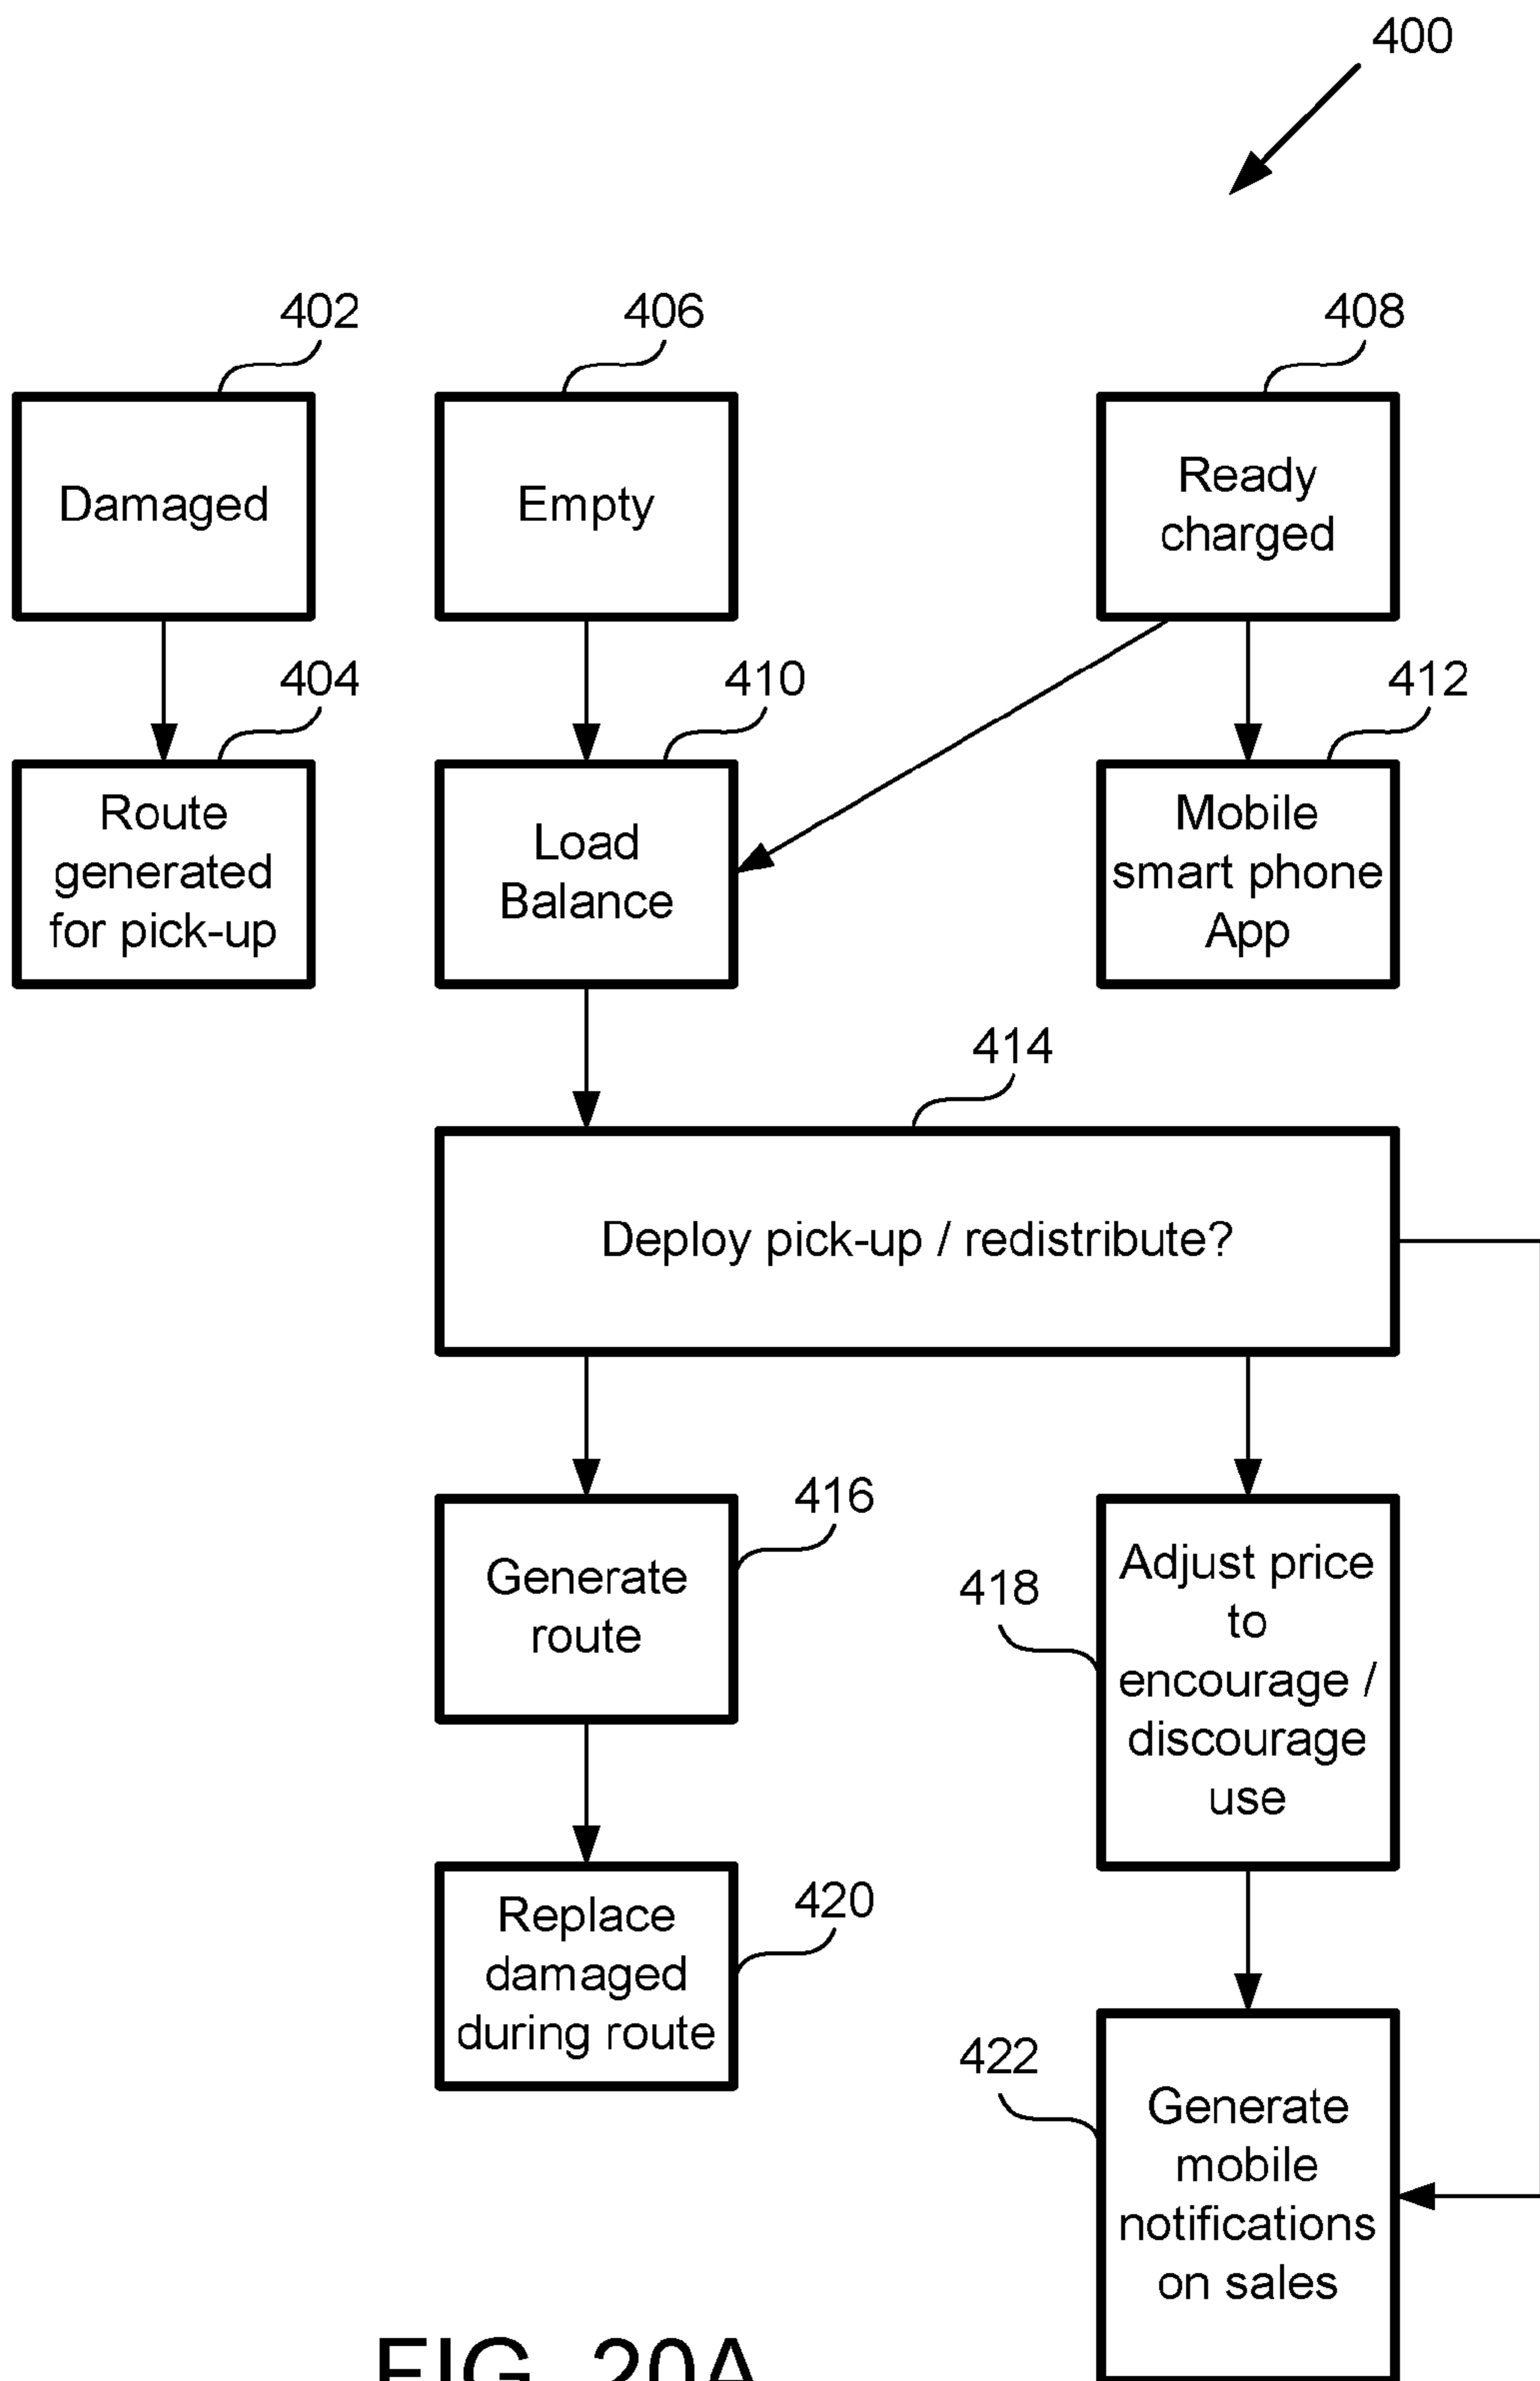 400
402
406
408
Damaged
Empty
Ready
charged
404
410
412
Route
generated
for pick-up
Load
Balance
Mobile
smart phone
App
414
Deploy pick-up / redistribute?
416
Generate
route
418
Adjust price
to
encourage /
discourage
use
420
Replace
damaged
during route
422
Generate
mobile
notifications
on sales
FIG. 20A